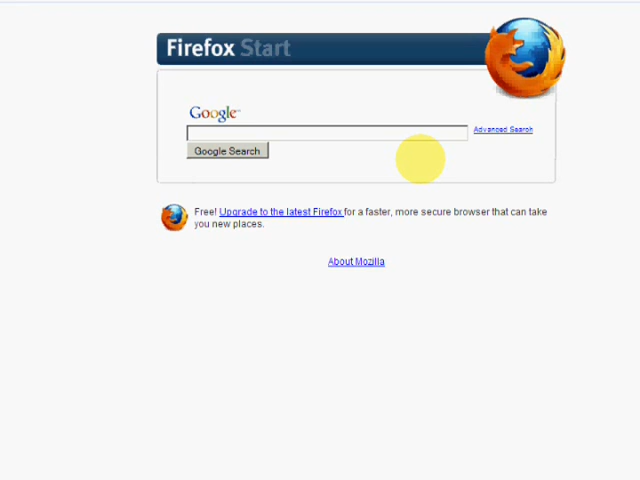 Firefox Start
Google™
Advanced Search
Google Search
Free! Upgrade to the latest Firefox for a faster, more secure browser that can take
you new places.
About Mozilla